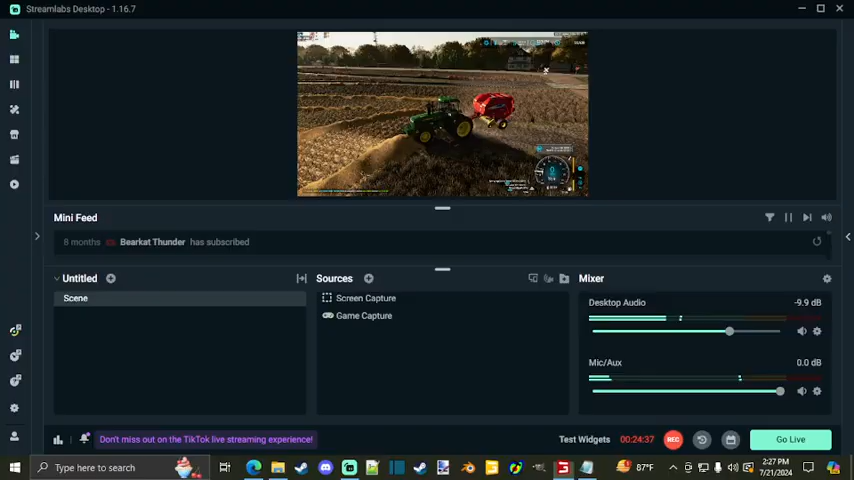 Streamlabs Desktop - 1.16.7
Mini Feed
8 months Bearkat Thunder has subscribed
Untitled
Scene
Sources
Screen Capture
Game Capture
Mixer
Desktop Audio -9.9 dB
Mic/Aux 0.0 dB
Don't miss out on the TikTok live streaming experience!
Test Widgets 00:24:37 REC Go Live
Type here to search
87°F
2:27 PM
7/21/2024